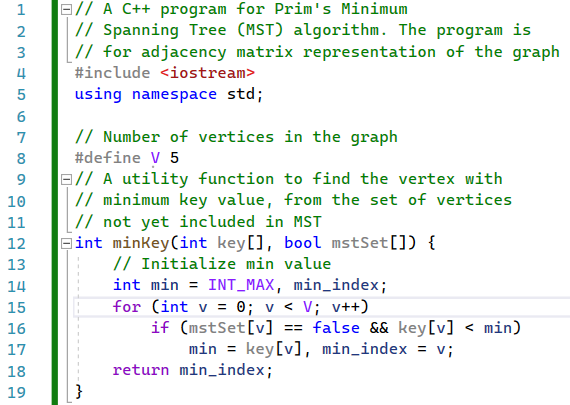 1 // A C++ program for Prim's Minimum
2 // Spanning Tree (MST) algorithm. The program is
3 // for adjacency matrix representation of the graph
4 #include <iostream>
5 using namespace std;
6
7 // Number of vertices in the graph
8 #define V 5
9 // A utility function to find the vertex with
10 // minimum key value, from the set of vertices
11 // not yet included in MST
12 int minKey(int key[], bool mstSet[]) {
13     // Initialize min value
14     int min = INT_MAX, min_index;
15     for (int v = 0; v < V; v++)
16         if (mstSet[v] == false && key[v] < min)
17             min = key[v], min_index = v;
18     return min_index;
19 }